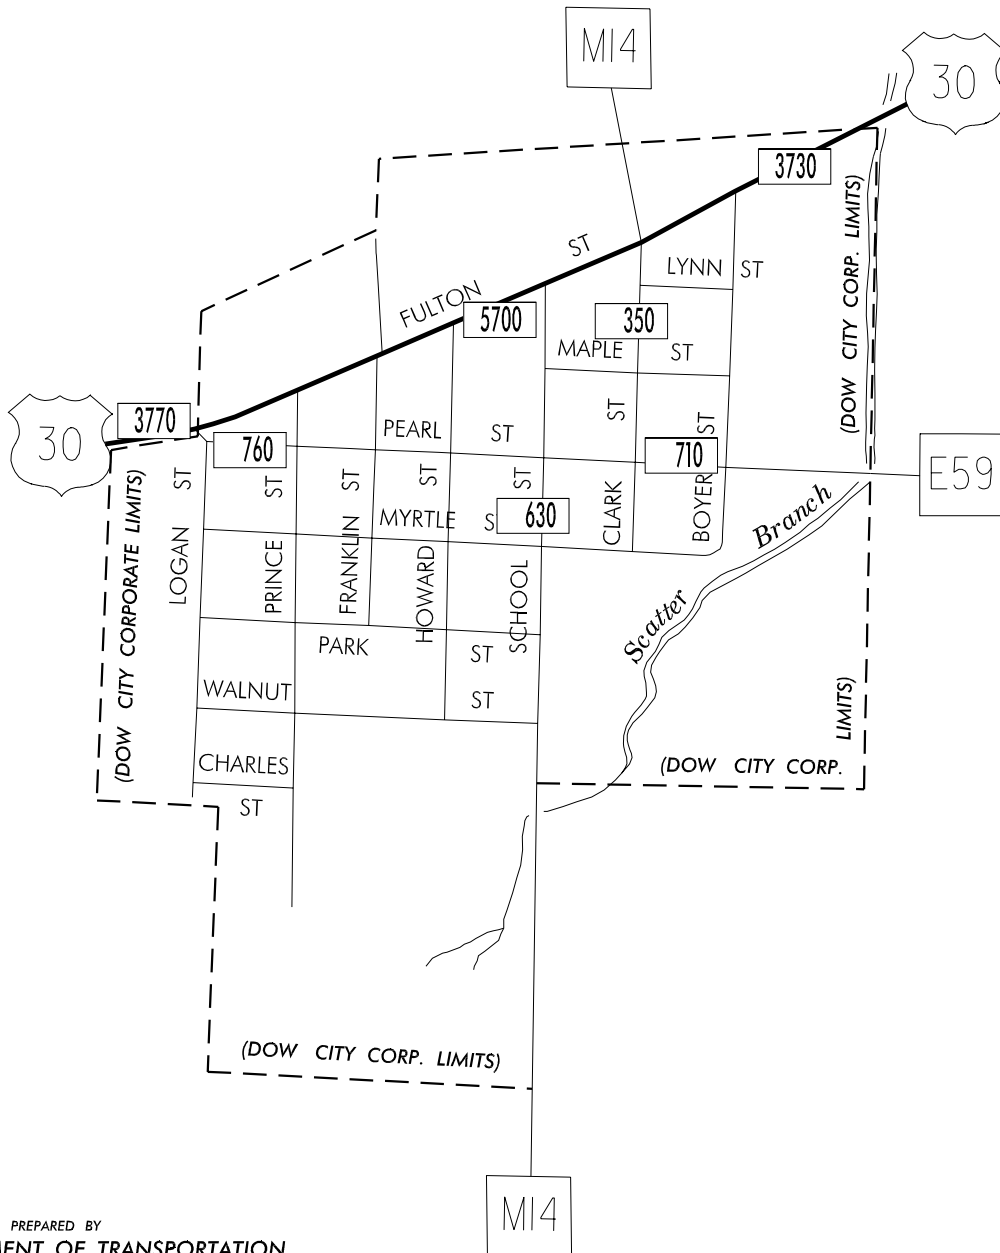 M14
30
3730
(DOW CITY CORP. LIMITS)
ST
LYNN ST
FULTON
5700
350
MAPLE ST
3770
30
760
PEARL ST
710
E59
(DOW CITY CORPORATE LIMITS)
LOGAN ST
PRINCE ST
FRANKLIN ST
HOWARD ST
SCHOOL ST
CLARK ST
BOYER ST
MYRTLE S
630
Scatter Branch
PARK ST
WALNUT ST
CHARLES
ST
(DOW CITY CORP.
LIMITS)
(DOW CITY CORP. LIMITS)
M14
PREPARED BY
MENT OF TRANSPORTATION